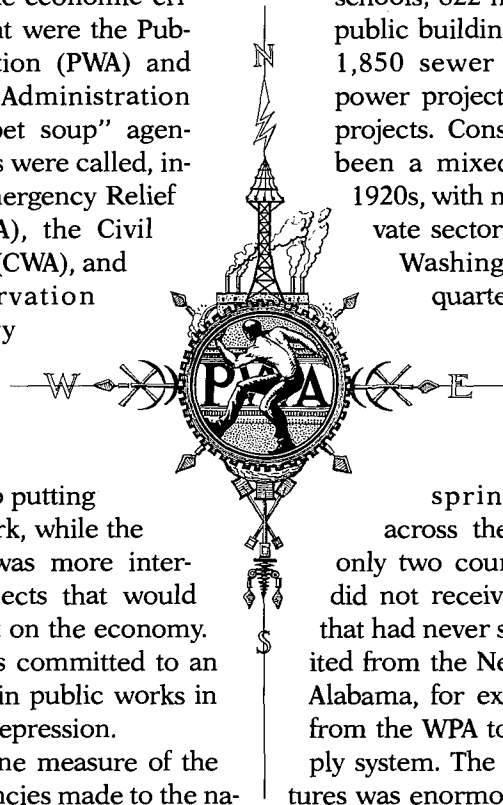 economic cri-
t were the Pub-
tion (PWA) and
Administration
bet soup” agen-
s were called, in-
mergency Relief
A), the Civil
(CWA), and
rvation
y
putting
rk, while the
was more inter-
jects that would
t on the economy.
s committed to an
in public works in
epression.
ne measure of the
ncies made to the na-
N
W
PWA
E
S
schools, 822
public buildin
1,850 sewer
power project
projects. Cons
been a mixed
1920s, with n
vate sector
Washing
quarte
sprin
across the
only two cour
did not receiv
that had never s
ited from the Ne
Alabama, for ex
from the WPA to
ply system. The
tures was enormo